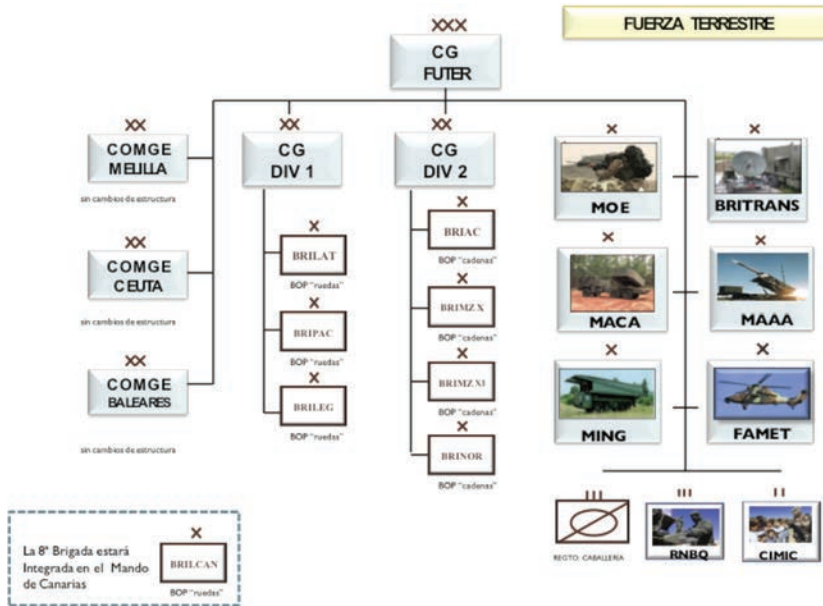 FUERZA TERRESTRE
XXX
CG
FUTER
XX
COMGE
MELILLA
sin cambios de estructura
XX
COMGE
CEUTA
sin cambios de estructura
XX
COMGE
BALEARES
sin cambios de estructura
XX
CG
DIV 1
X
BRILAT
BOP "ruedas"
X
BRIPAC
BOP "ruedas"
X
BRILEG
BOP "ruedas"
XX
CG
DIV 2
X
BRIAC
BOP "cadenas"
X
BRIMZ X
BOP "cadenas"
X
BRIMZ XI
BOP "cadenas"
X
BRINOR
BOP "cadenas"
X
MOE
X
BRITRANS
X
MACA
X
MAAA
X
MING
X
FAMET
III
REGTO. CABALLERÍA
III
RNBQ
II
CIMIC
La 8ª Brigada estará
Integrada en el Mando
de Canarias
X
BRILCAN
BOP "ruedas"